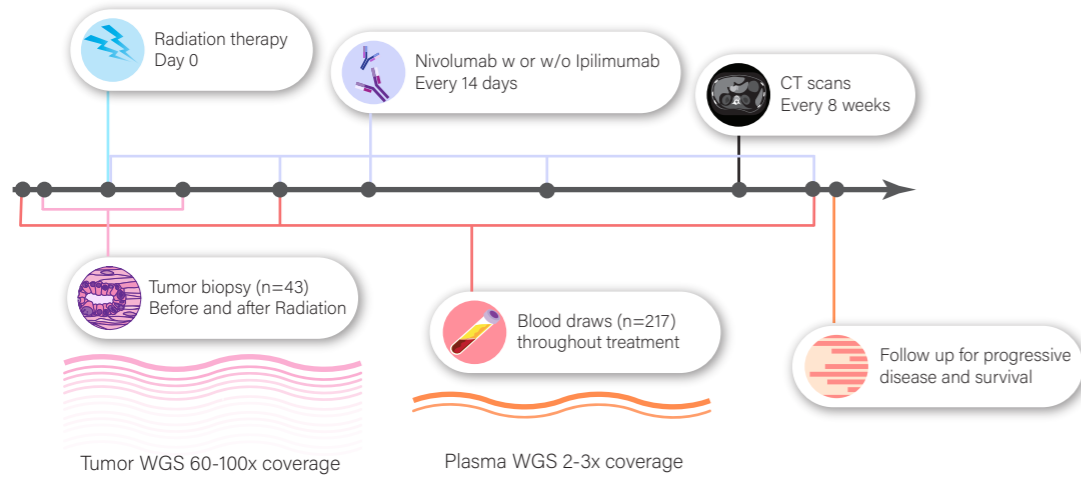 Radiation therapy
Day 0
Nivolumab w or w/o Ipilimumab
Every 14 days
CT scans
Every 8 weeks
Tumor biopsy (n=43)
Before and after Radiation
Blood draws (n=217)
throughout treatment
Follow up for progressive
disease and survival
Tumor WGS 60-100x coverage
Plasma WGS 2-3x coverage